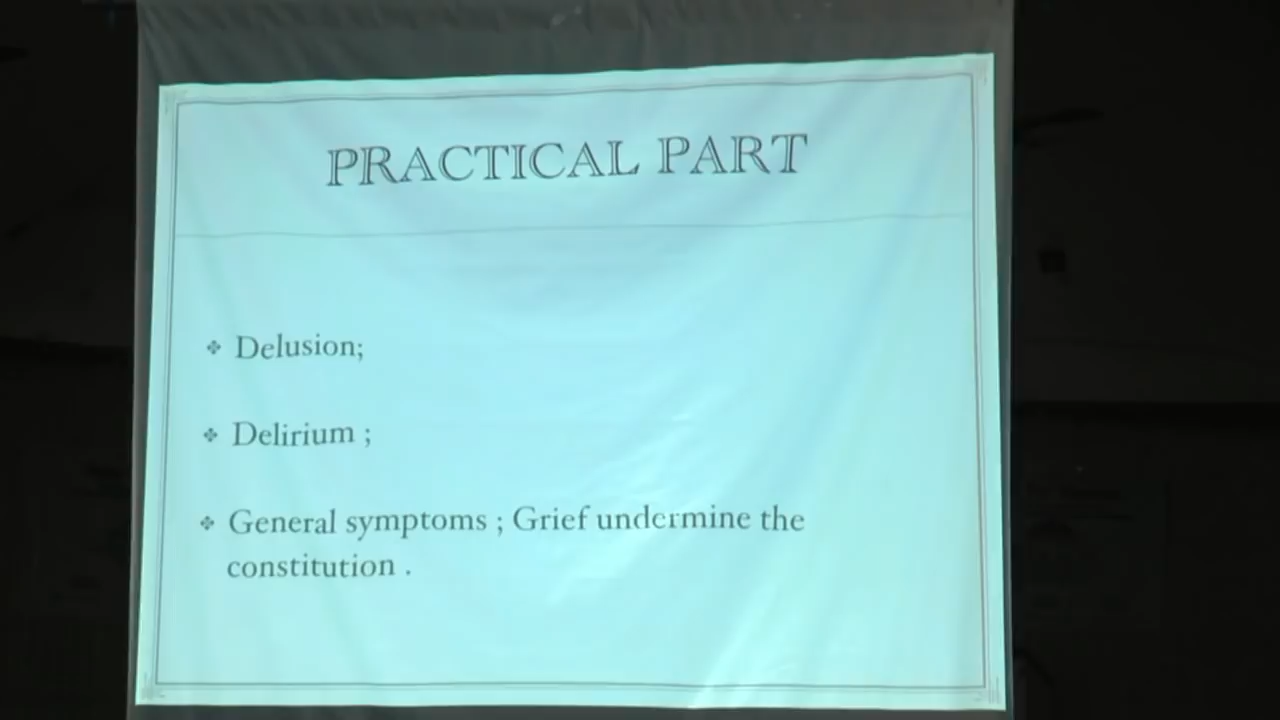 PRACTICAL PART
Delusion;
Delirium ;
General symptoms ; Grief undermine the
constitution .